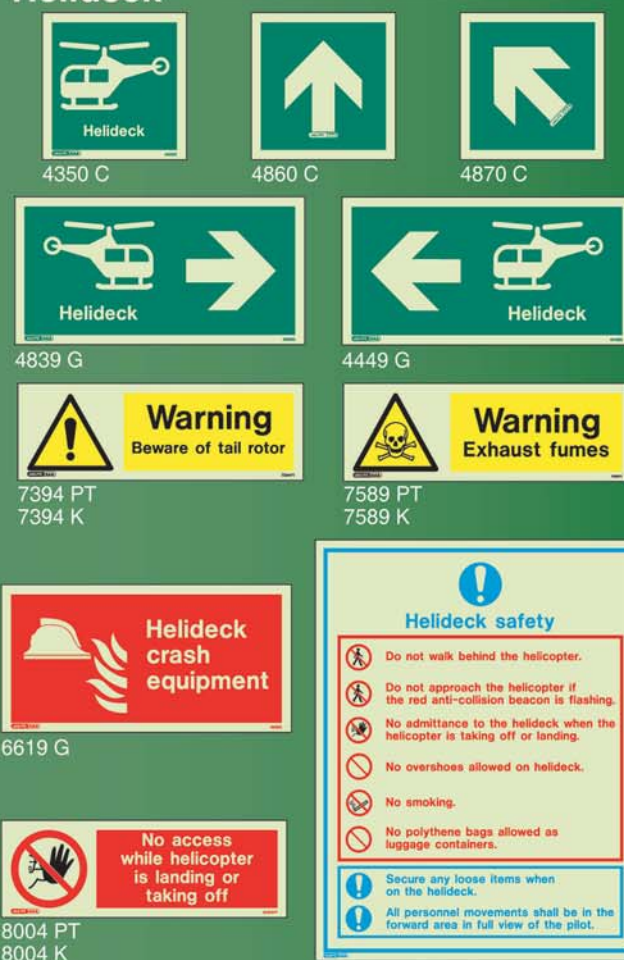 Helideck
Helideck
4350 C
4860 C
4870 C
Helideck
4839 G
Helideck
4449 G
Warning
Beware of tail rotor
7394 PT
7394 K
Warning
Exhaust fumes
7589 PT
7589 K
Helideck
crash
equipment
6619 G
No access
while helicopter
is landing or
taking off
8004 PT
8004 K
Helideck safety
Do not walk behind the helicopter.
Do not approach the helicopter if
the red anti-collision beacon is flashing.
No admittance to the helideck when the
helicopter is taking off or landing.
No overshoes allowed on helideck.
No smoking.
No polythene bags allowed as
luggage containers.
Secure any loose items when
on the helideck.
All personnel movements shall be in the
forward area in full view of the pilot.